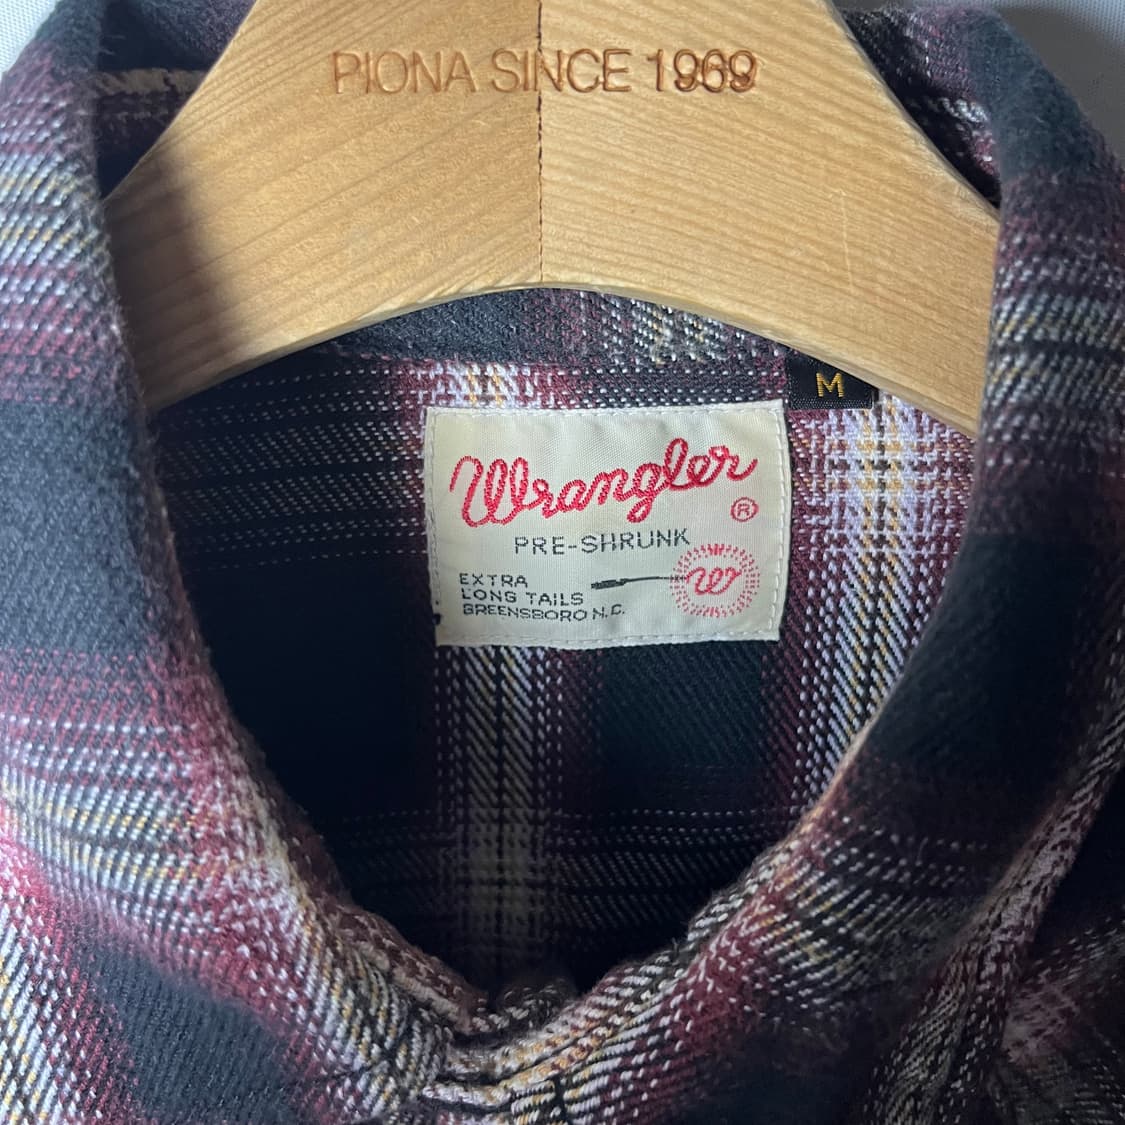 PIONA SINCE 1969
M
Wrangler
®
PRE-SHRUNK
EXTRA
LONG TAILS
GREENSBORO N.C.
W